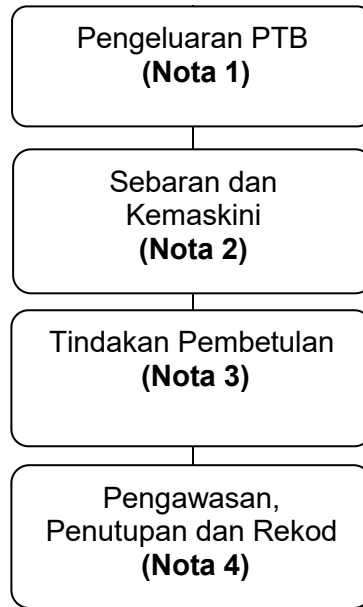 Pengeluaran PTB
(Nota 1)
Sebaran dan
Kemaskini
(Nota 2)
Tindakan Pembetulan
(Nota 3)
Pengawasan,
Penutupan dan Rekod
(Nota 4)